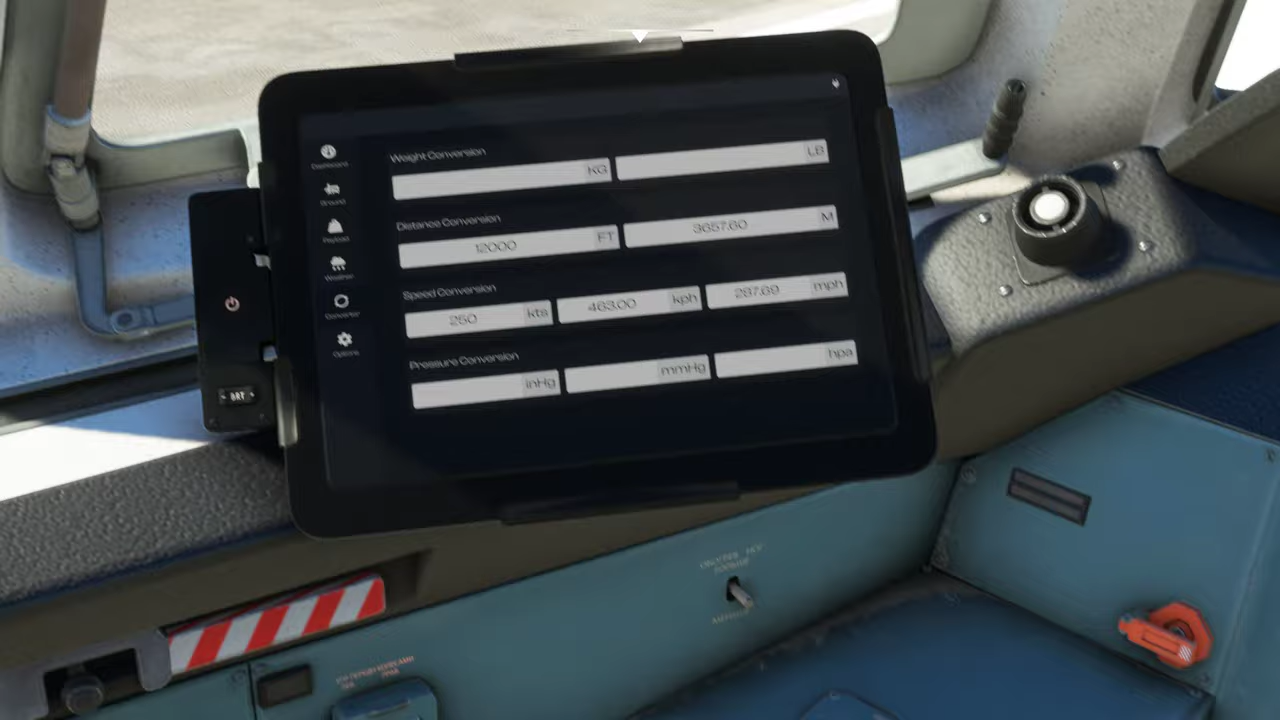 Dashboard
Ground
Payload
Weather
Converter
Options
Weight Conversion
KG
LB
Distance Conversion
12000 FT
3657.60 M
Speed Conversion
250 kts
463.00 kph
287.69 mph
Pressure Conversion
inHg
mmHg
hpa
BRT